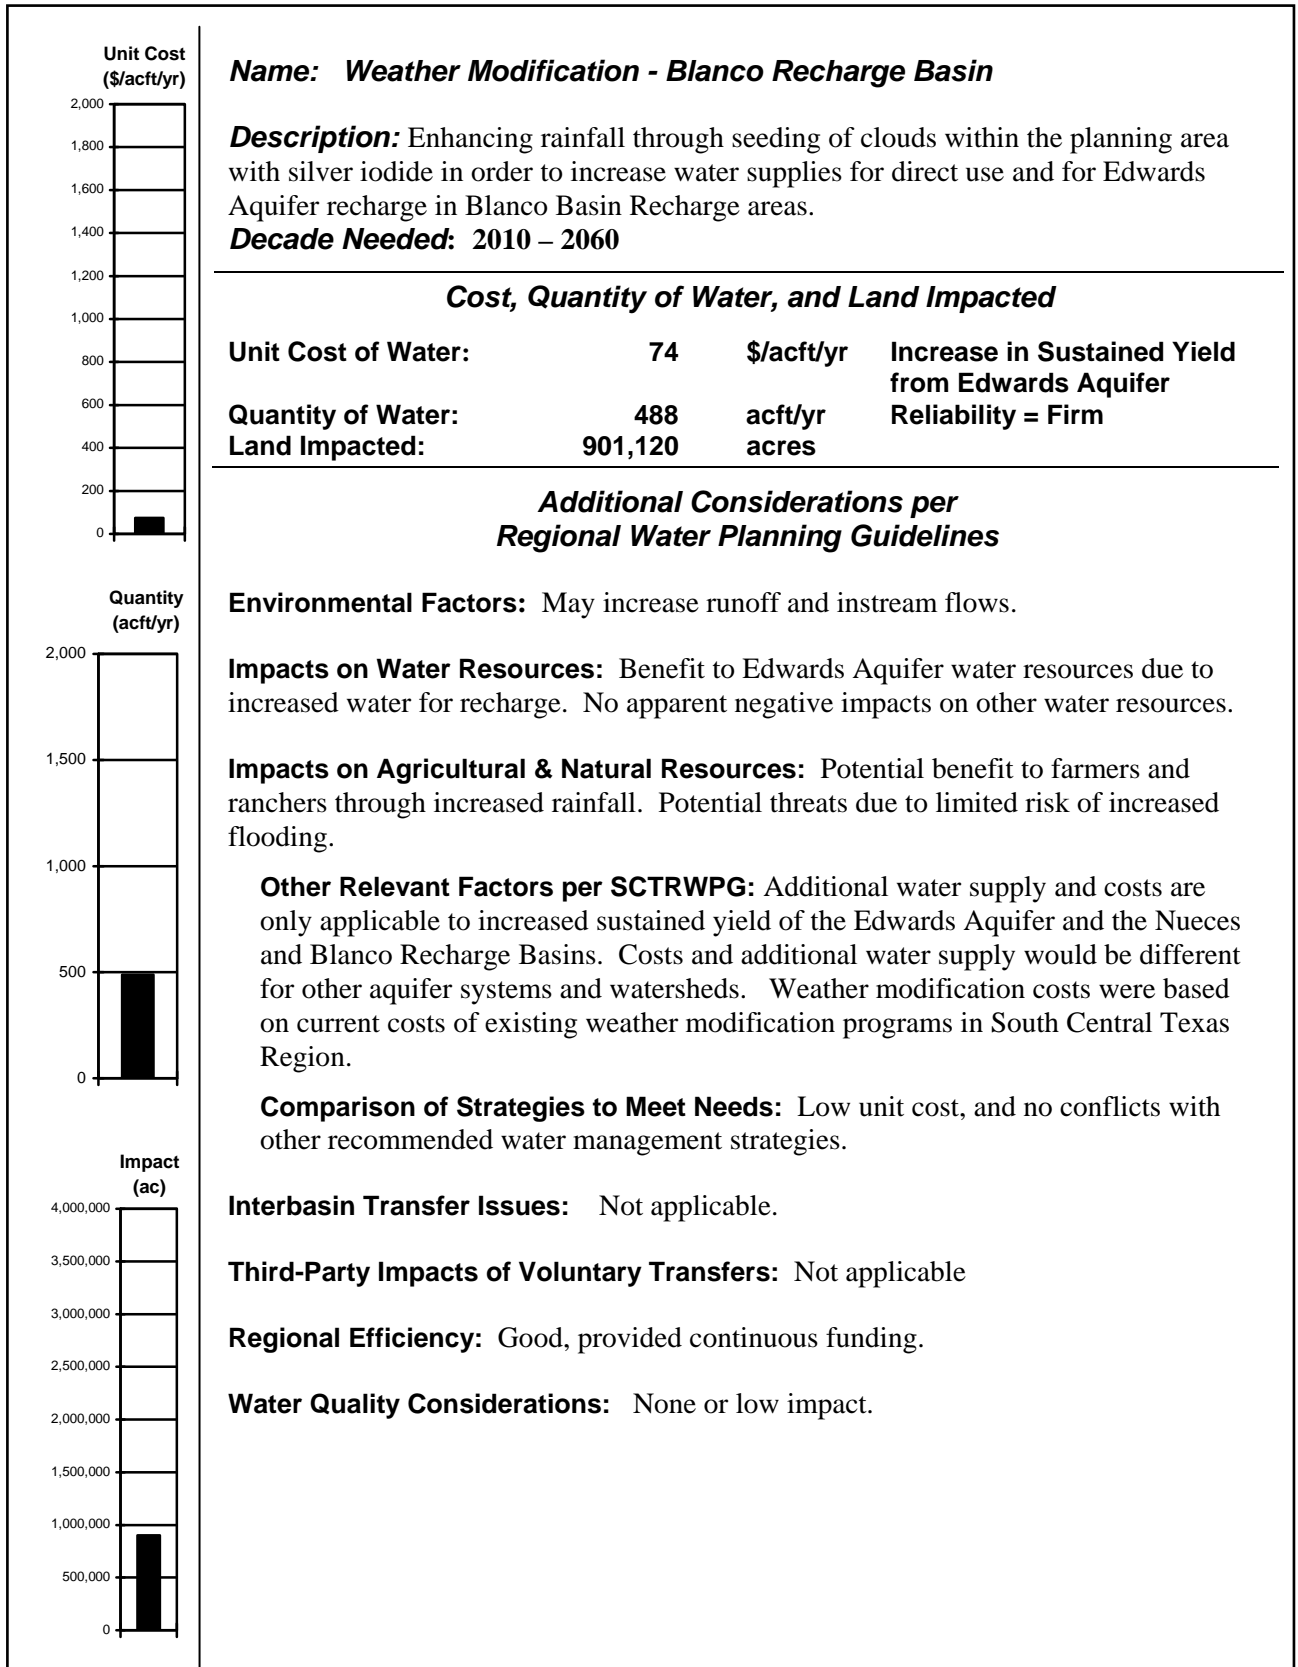 Unit Cost
($/acft/yr)
2,000
1,800
1,600
1,400
1,200
1,000
800
600
400
200
0
Quantity
(acft/yr)
2,000
1,500
1,000
500
0
Impact
(ac)
4,000,000
3,500,000
3,000,000
2,500,000
2,000,000
1,500,000
1,000,000
500,000
0
Name: Weather Modification - Blanco Recharge Basin
Description: Enhancing rainfall through seeding of clouds within the planning area
with silver iodide in order to increase water supplies for direct use and for Edwards
Aquifer recharge in Blanco Basin Recharge areas.
Decade Needed: 2010 – 2060
Cost, Quantity of Water, and Land Impacted
Unit Cost of Water: 74 $/acft/yr Increase in Sustained Yield
from Edwards Aquifer
Quantity of Water: 488 acft/yr Reliability = Firm
Land Impacted: 901,120 acres
Additional Considerations per
Regional Water Planning Guidelines
Environmental Factors: May increase runoff and instream flows.
Impacts on Water Resources: Benefit to Edwards Aquifer water resources due to
increased water for recharge. No apparent negative impacts on other water resources.
Impacts on Agricultural & Natural Resources: Potential benefit to farmers and
ranchers through increased rainfall. Potential threats due to limited risk of increased
flooding.
Other Relevant Factors per SCTRWPG: Additional water supply and costs are
only applicable to increased sustained yield of the Edwards Aquifer and the Nueces
and Blanco Recharge Basins. Costs and additional water supply would be different
for other aquifer systems and watersheds. Weather modification costs were based
on current costs of existing weather modification programs in South Central Texas
Region.
Comparison of Strategies to Meet Needs: Low unit cost, and no conflicts with
other recommended water management strategies.
Interbasin Transfer Issues: Not applicable.
Third-Party Impacts of Voluntary Transfers: Not applicable
Regional Efficiency: Good, provided continuous funding.
Water Quality Considerations: None or low impact.